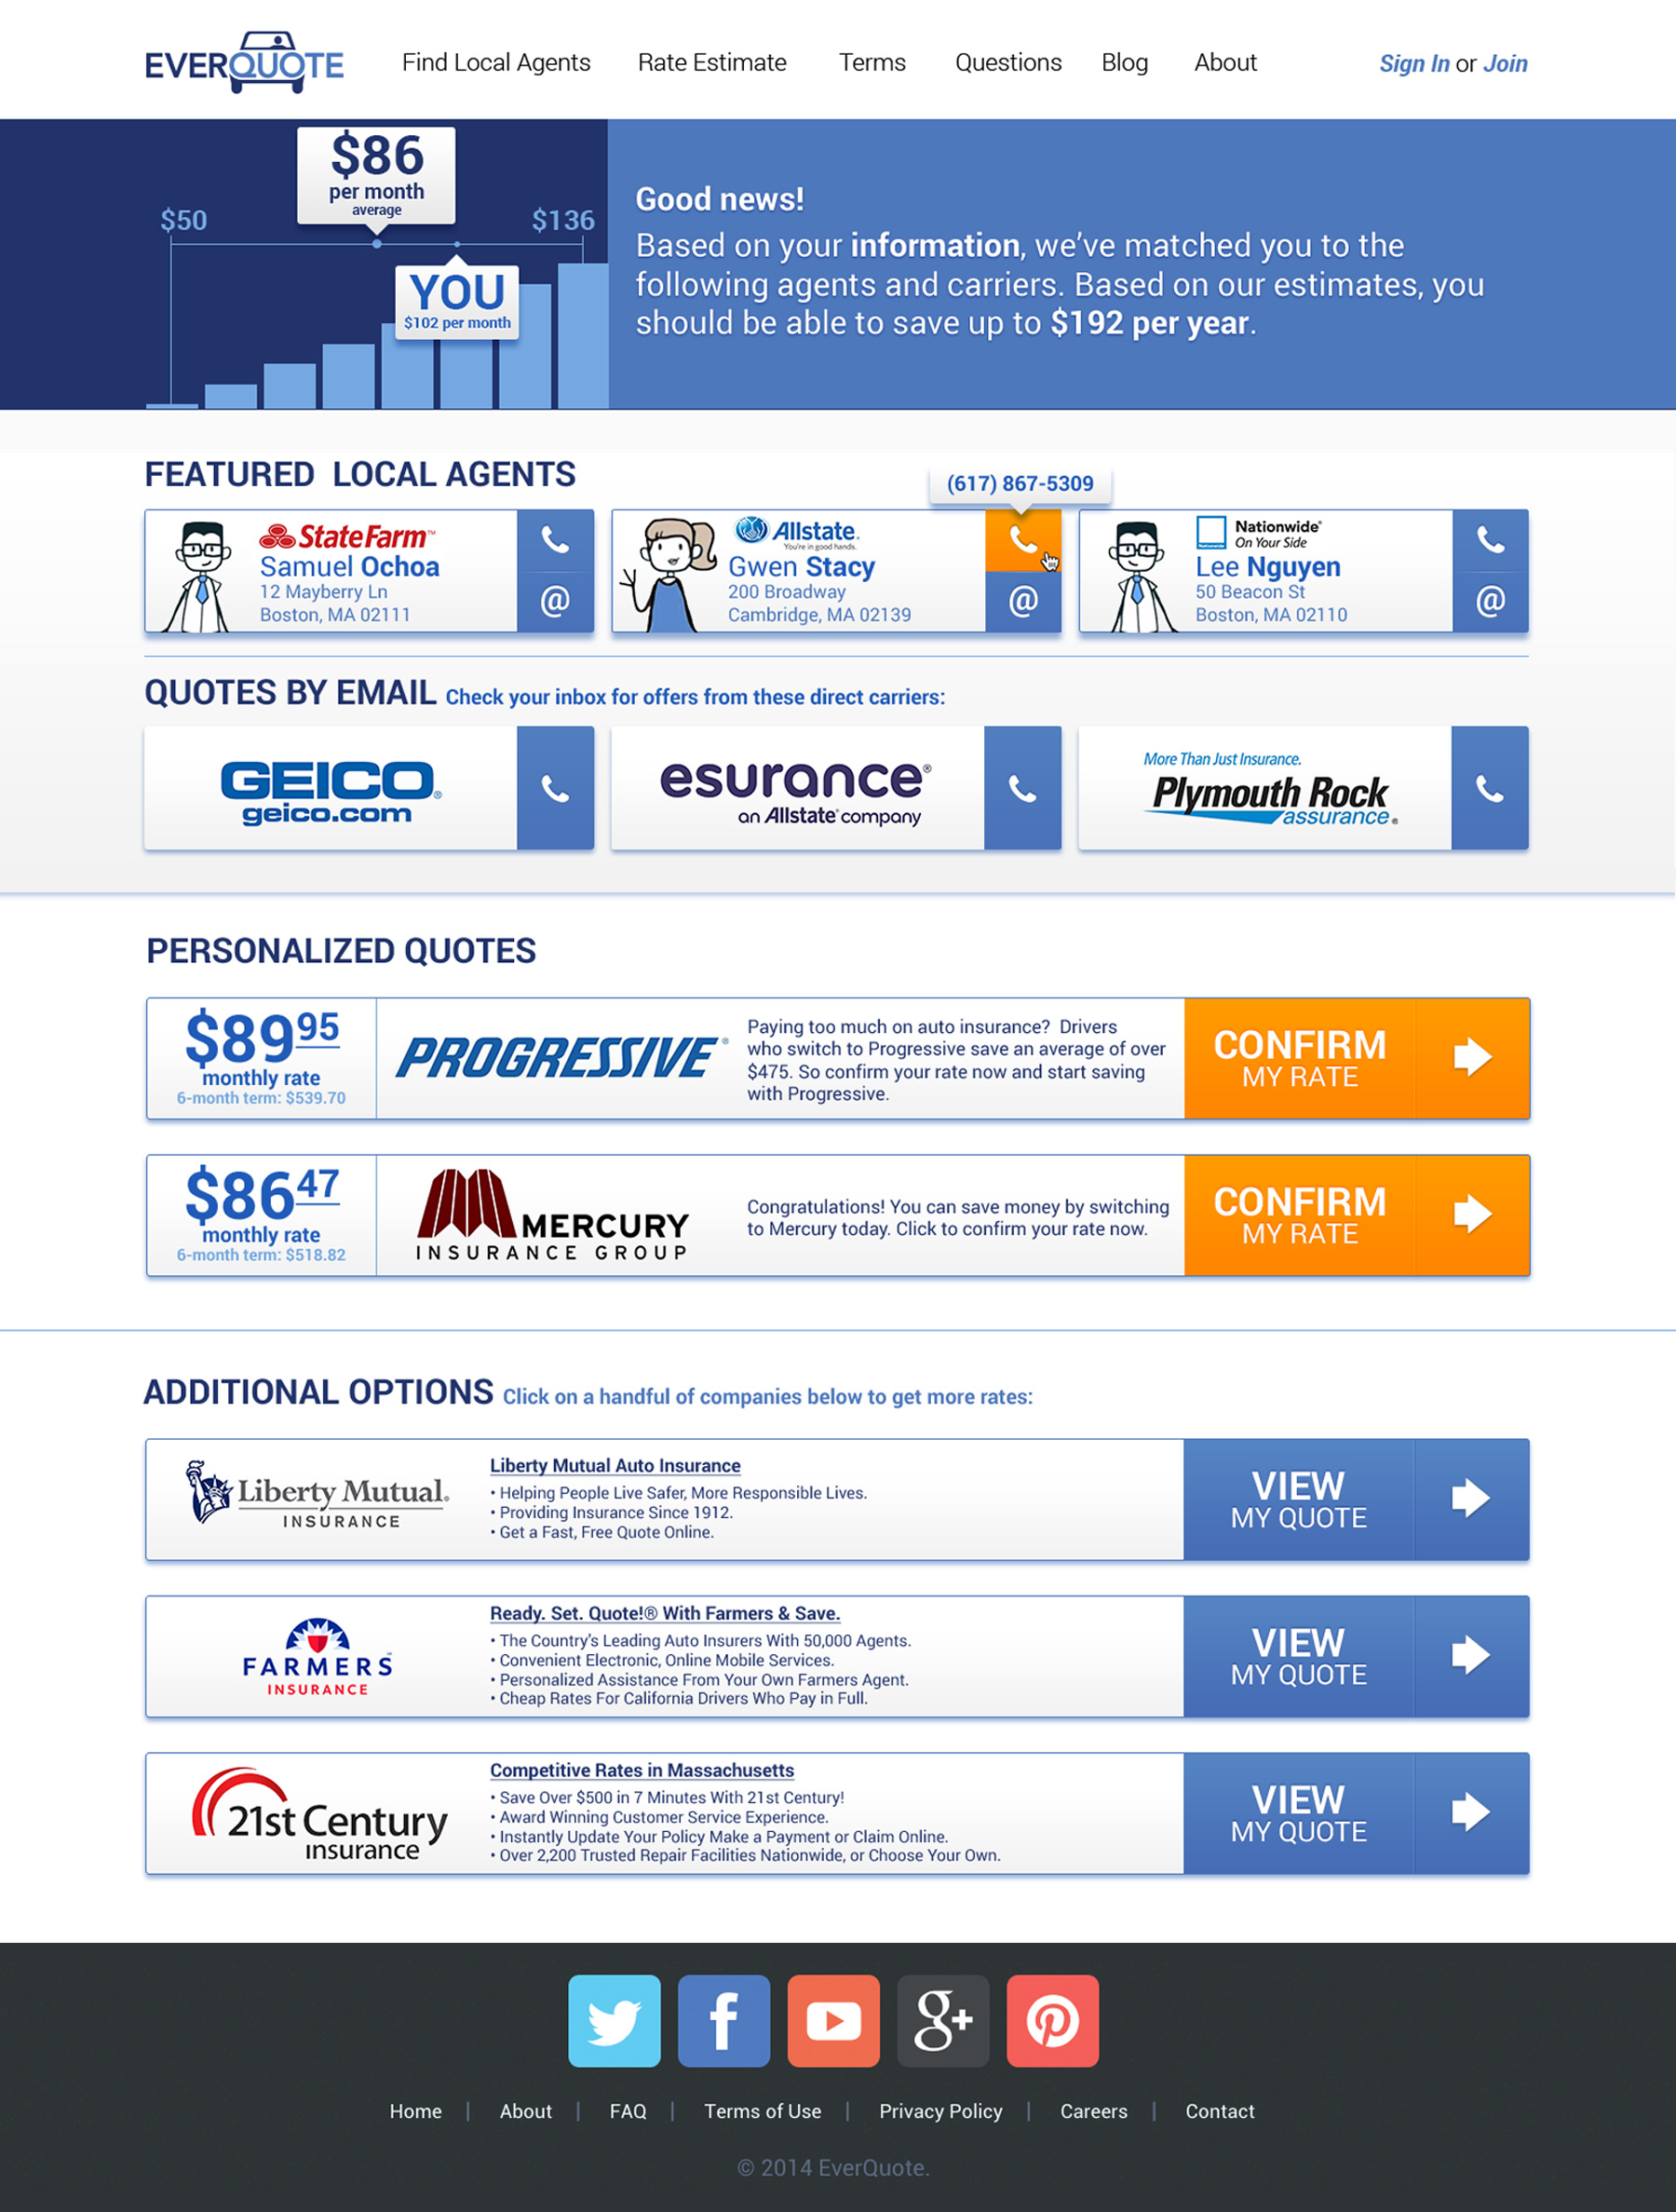 EVERQUOTE
Find Local Agents
Rate Estimate
Terms
Questions
Blog
About
Sign In or Join
$86
per month
average
$50
$136
YOU
$102 per month
Good news!
Based on your information, we've matched you to the
following agents and carriers. Based on our estimates, you
should be able to save up to $192 per year.
FEATURED LOCAL AGENTS
(617) 867-5309
StateFarm™
Samuel Ochoa
12 Mayberry Ln
Boston, MA 02111
@
Allstate.
You're in good hands.
Gwen Stacy
200 Broadway
Cambridge, MA 02139
@
Nationwide®
On Your Side
Lee Nguyen
50 Beacon St
Boston, MA 02110
@
QUOTES BY EMAIL Check your inbox for offers from these direct carriers:
GEICO®
geico.com
esurance®
an Allstate® company
More Than Just Insurance.
Plymouth Rock
assurance®
PERSONALIZED QUOTES
$8995
monthly rate
6-month term: $539.70
PROGRESSIVE®
Paying too much on auto insurance? Drivers
who switch to Progressive save an average of over
$475. So confirm your rate now and start saving
with Progressive.
CONFIRM
MY RATE
$8647
monthly rate
6-month term: $518.82
MERCURY
INSURANCE GROUP
Congratulations! You can save money by switching
to Mercury today. Click to confirm your rate now.
CONFIRM
MY RATE
ADDITIONAL OPTIONS Click on a handful of companies below to get more rates:
Liberty Mutual®
INSURANCE
Liberty Mutual Auto Insurance
• Helping People Live Safer, More Responsible Lives.
• Providing Insurance Since 1912.
• Get a Fast, Free Quote Online.
VIEW
MY QUOTE
FARMERS
INSURANCE
Ready. Set. Quote!® With Farmers & Save.
• The Country's Leading Auto Insurers With 50,000 Agents.
• Convenient Electronic, Online Mobile Services.
• Personalized Assistance From Your Own Farmers Agent.
• Cheap Rates For California Drivers Who Pay in Full.
VIEW
MY QUOTE
21st Century
insurance
Competitive Rates in Massachusetts
• Save Over $500 in 7 Minutes With 21st Century!
• Award Winning Customer Service Experience.
• Instantly Update Your Policy Make a Payment or Claim Online.
• Over 2,200 Trusted Repair Facilities Nationwide, or Choose Your Own.
VIEW
MY QUOTE
f
g+
Home | About | FAQ | Terms of Use | Privacy Policy | Careers | Contact
© 2014 EverQuote.